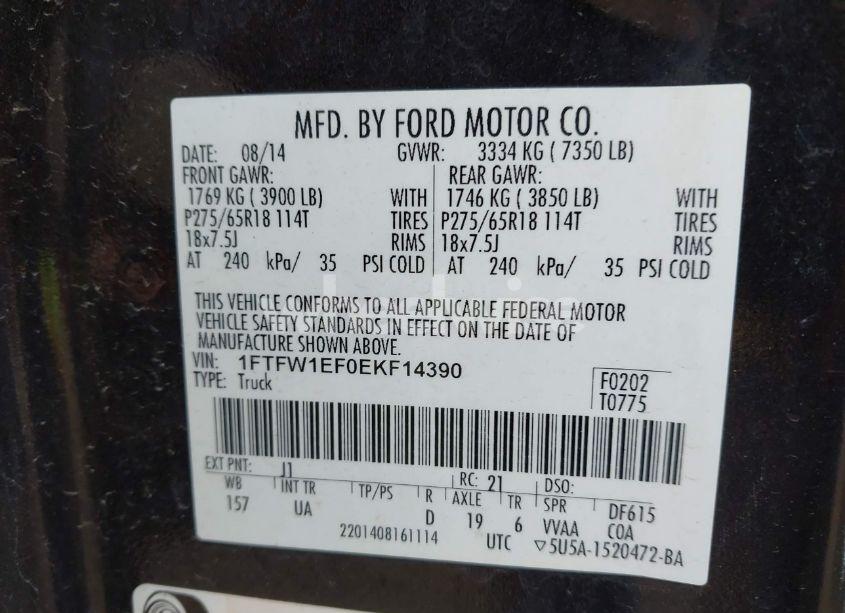 MFD. BY FORD MOTOR CO.
DATE: 08/14 GVWR: 3334 KG ( 7350 LB)
FRONT GAWR: REAR GAWR:
1769 KG ( 3900 LB) WITH 1746 KG ( 3850 LB) WITH
P275/65R18 114T TIRES P275/65R18 114T TIRES
18x7.5J RIMS 18x7.5J RIMS
AT 240 kPa/ 35 PSI COLD AT 240 kPa/ 35 PSI COLD
THIS VEHICLE CONFORMS TO ALL APPLICABLE FEDERAL MOTOR
VEHICLE SAFETY STANDARDS IN EFFECT ON THE DATE OF
MANUFACTURE SHOWN ABOVE.
VIN: 1FTFW1EF0EKF14390
TYPE: Truck
F0202
T0775
EXT PNT: J1 RC: 21 DSO:
WB INT TR TP/PS R AXLE TR SPR DF615
157 UA D 19 6 VVAA COA
2201408161114 UTC ▽5U5A-1520472-BA